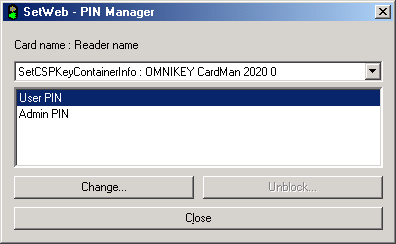 SetWeb - PIN Manager
Card name : Reader name
SetCSPKeyContainerInfo : OMNIKEY CardMan 2020 0
User PIN
Admin PIN
Change... Unblock...
Close